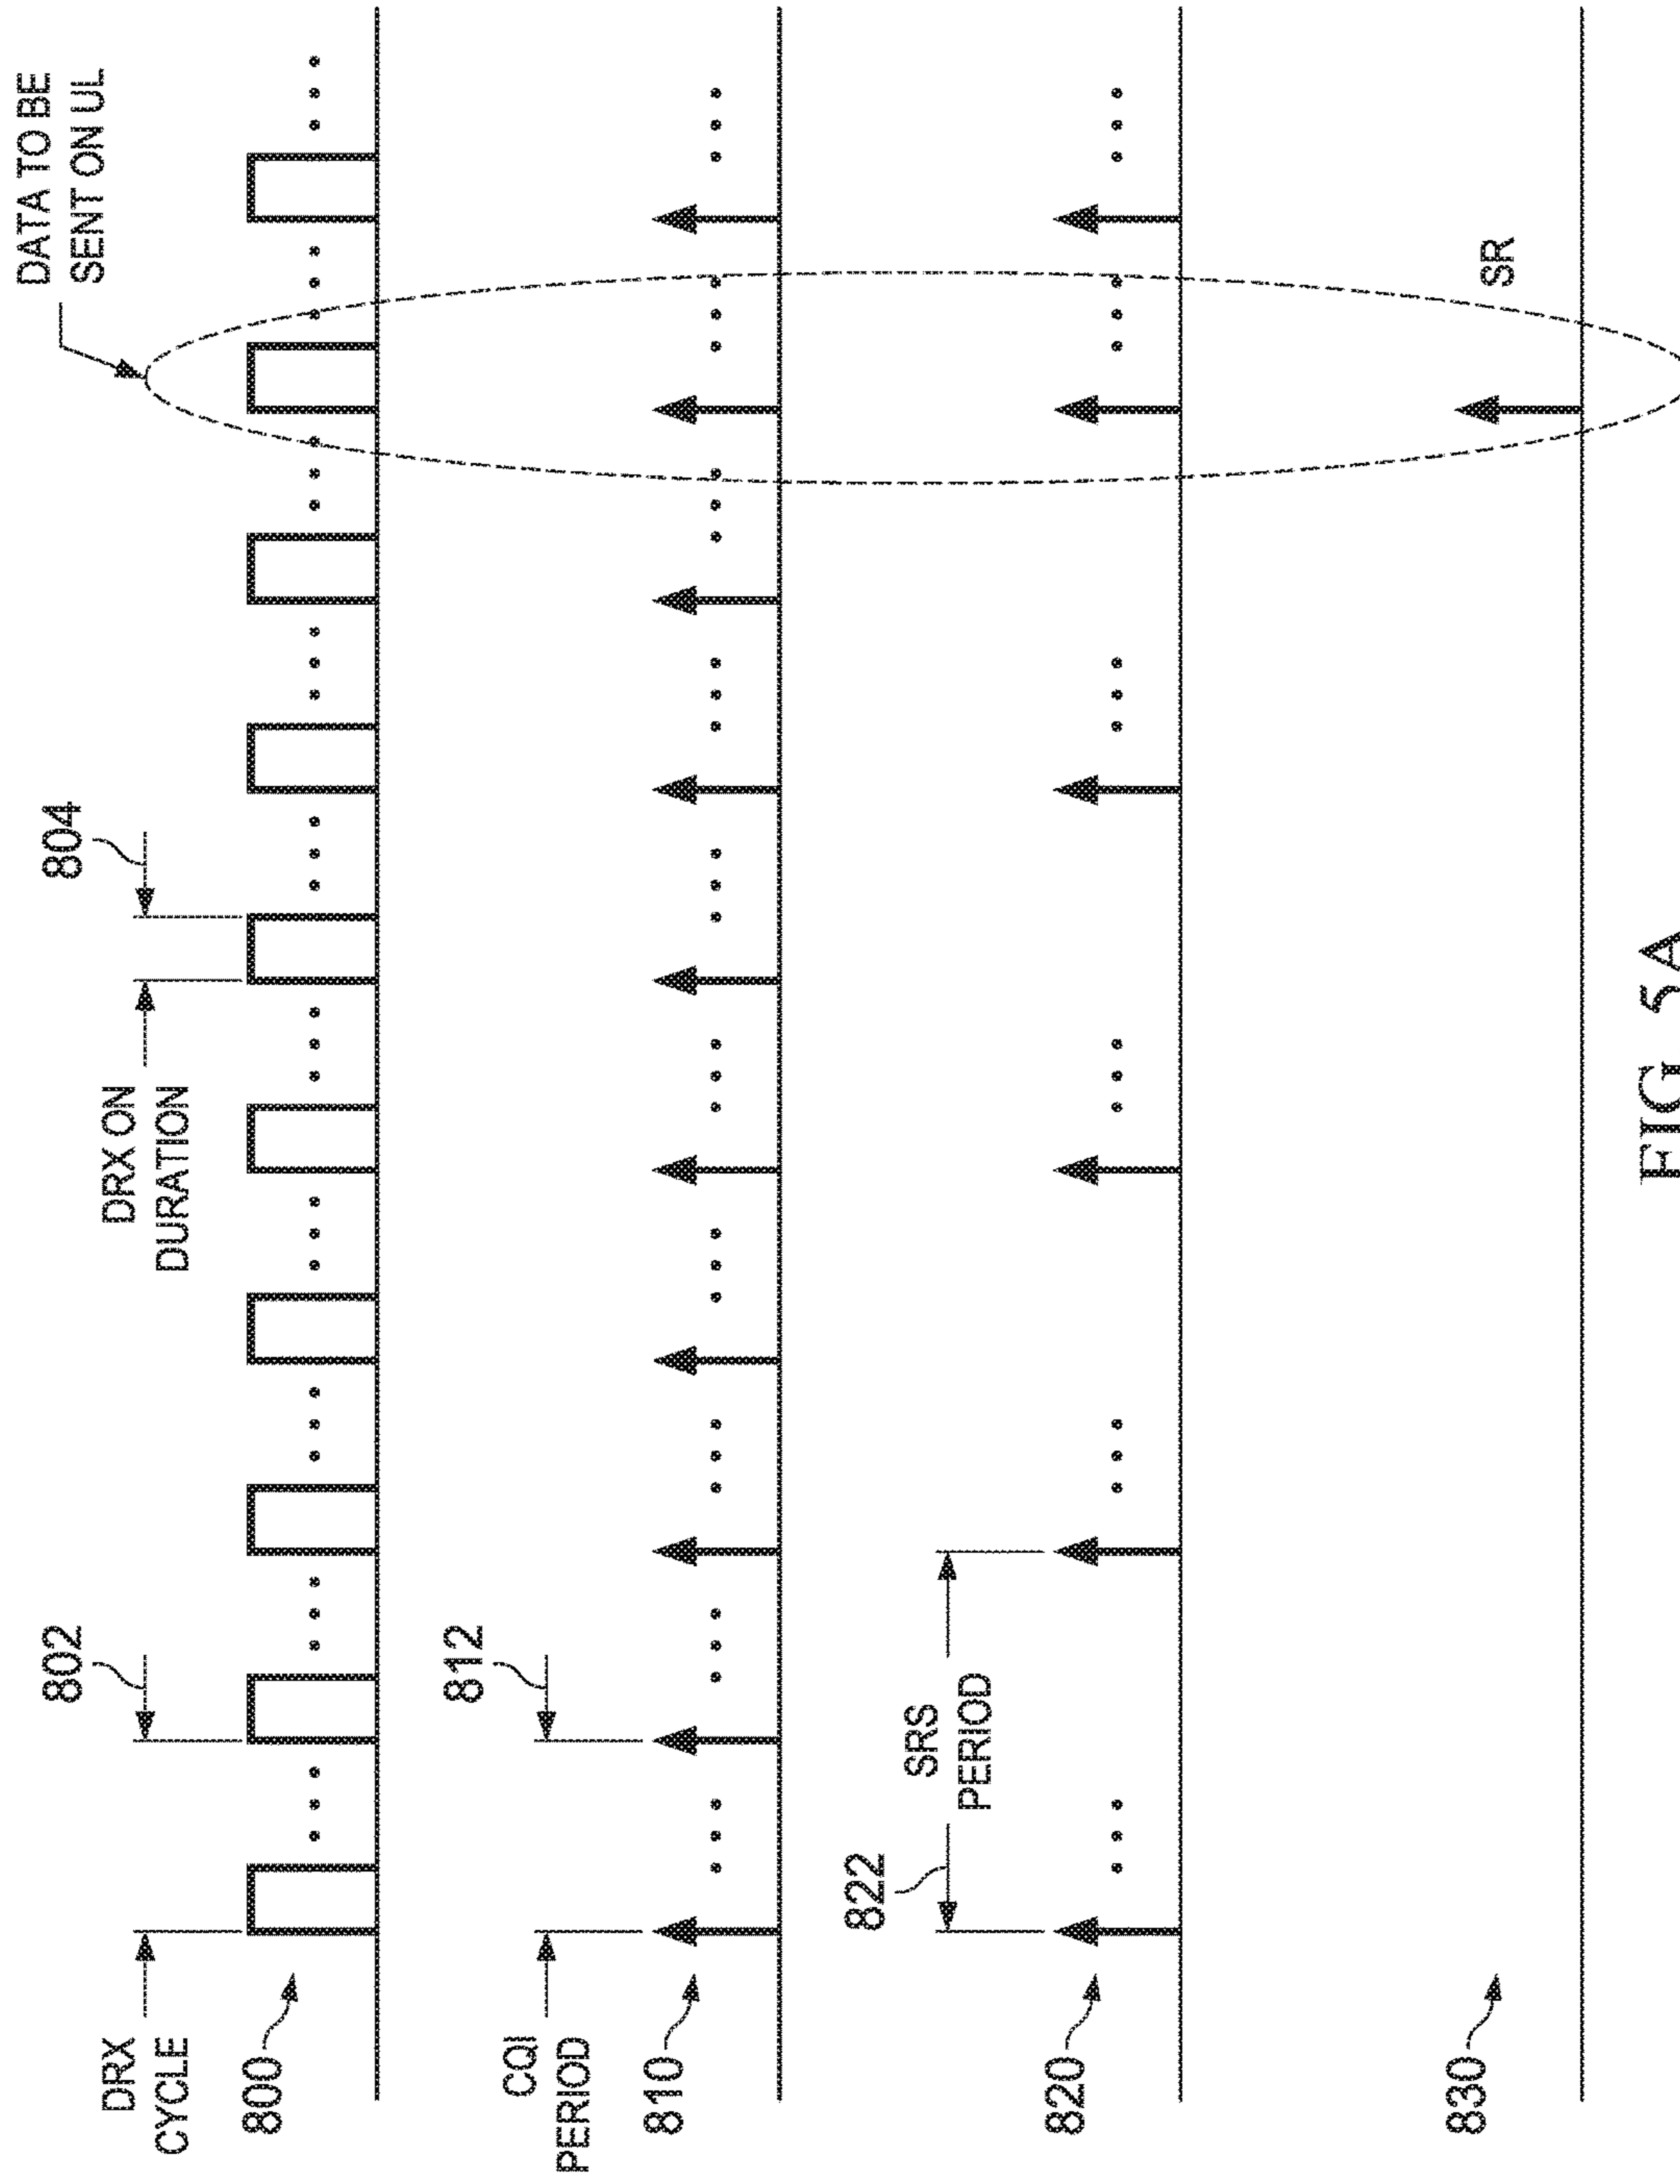 DATA TO BE
SENT ON UL
804
DRX ON
DURATION
802
DRX
CYCLE
800
812
CQI
PERIOD
810
822
SRS
PERIOD
820
SR
830
FIG. 5A